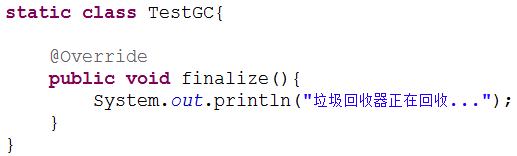 static class TestGC{
@Override
public void finalize(){
System.out.println("垃圾回收器正在回收...");
}
}